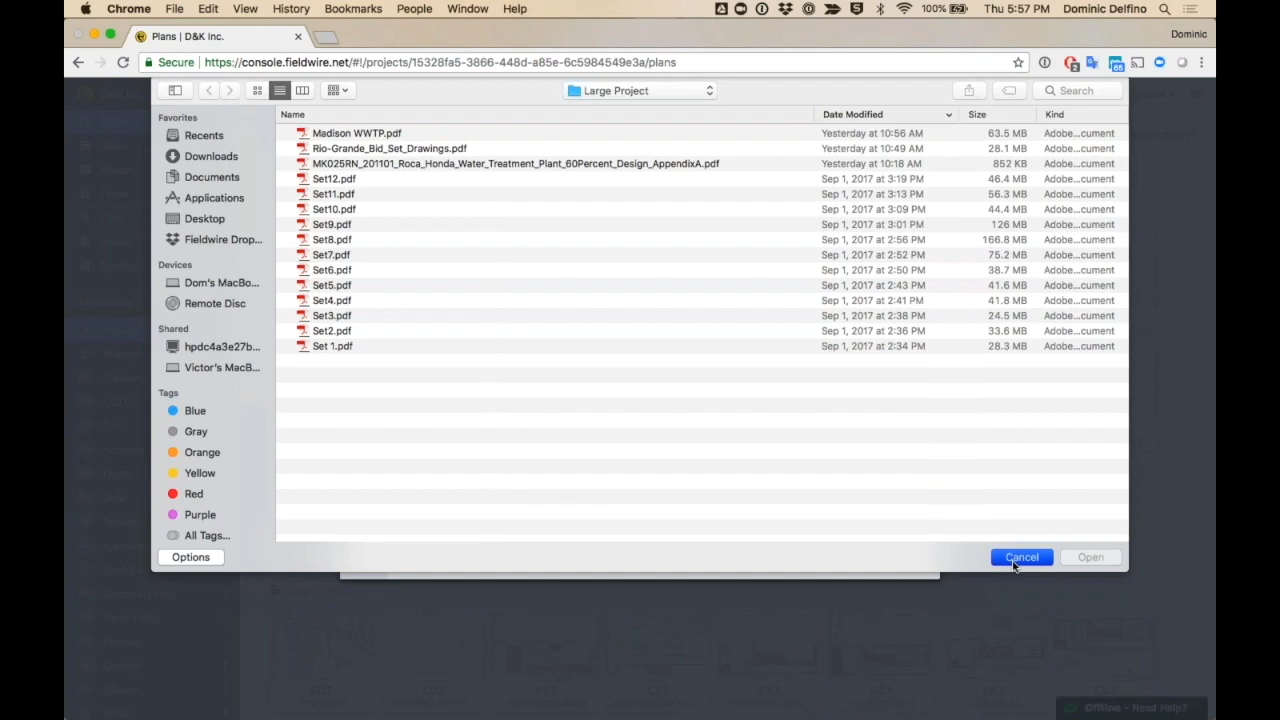 Chrome File Edit View History Bookmarks People Window Help 100% Thu 5:57 PM Dominic Delfino
Plans | D&K Inc. Dominic
Secure https://console.fieldwire.net/#!/projects/15328fa5-3866-448d-a85e-6c5984549e3a/plans
Large Project Search
Favorites
Recents
Downloads
Documents
Applications
Desktop
Fieldwire Drop...
Devices
Dom's MacBo...
Remote Disc
Shared
hpdc4a3e27b...
Victor's MacB...
Tags
Blue
Gray
Orange
Yellow
Red
Purple
All Tags...
Name Date Modified Size Kind
Madison WWTP.pdf Yesterday at 10:56 AM 63.5 MB Adobe...cument
Rio-Grande_Bid_Set_Drawings.pdf Yesterday at 10:49 AM 28.1 MB Adobe...cument
MK025RN_201101_Roca_Honda_Water_Treatment_Plant_60Percent_Design_AppendixA.pdf Yesterday at 10:18 AM 852 KB Adobe...cument
Set12.pdf Sep 1, 2017 at 3:19 PM 46.4 MB Adobe...cument
Set11.pdf Sep 1, 2017 at 3:13 PM 56.3 MB Adobe...cument
Set10.pdf Sep 1, 2017 at 3:09 PM 44.4 MB Adobe...cument
Set9.pdf Sep 1, 2017 at 3:01 PM 126 MB Adobe...cument
Set8.pdf Sep 1, 2017 at 2:56 PM 166.8 MB Adobe...cument
Set7.pdf Sep 1, 2017 at 2:52 PM 75.2 MB Adobe...cument
Set6.pdf Sep 1, 2017 at 2:50 PM 38.7 MB Adobe...cument
Set5.pdf Sep 1, 2017 at 2:43 PM 41.6 MB Adobe...cument
Set4.pdf Sep 1, 2017 at 2:41 PM 41.8 MB Adobe...cument
Set3.pdf Sep 1, 2017 at 2:38 PM 24.5 MB Adobe...cument
Set2.pdf Sep 1, 2017 at 2:36 PM 33.6 MB Adobe...cument
Set 1.pdf Sep 1, 2017 at 2:34 PM 28.3 MB Adobe...cument
Options Cancel Open
Offline - Need Help?